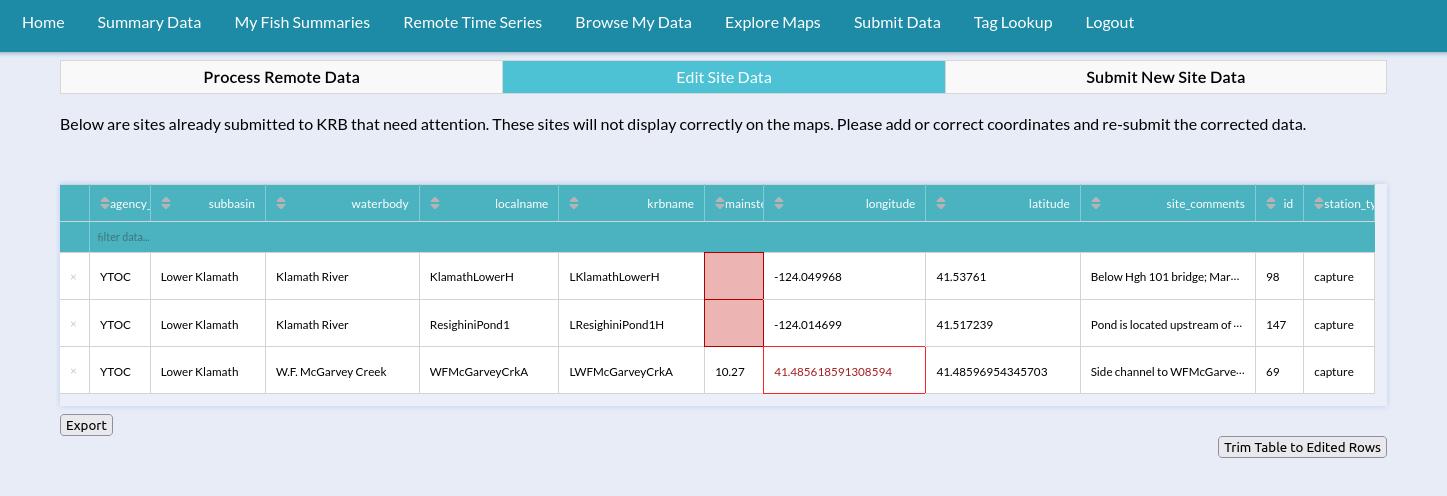 Home Summary Data My Fish Summaries Remote Time Series Browse My Data Explore Maps Submit Data Tag Lookup Logout
Process Remote Data Edit Site Data Submit New Site Data
Below are sites already submitted to KRB that need attention. These sites will not display correctly on the maps. Please add or correct coordinates and re-submit the corrected data.
agency_ subbasin waterbody localname krbname mainste longitude latitude site_comments id station_ty
filter data...
× YTOC Lower Klamath Klamath River KlamathLowerH LKlamathLowerH -124.049968 41.53761 Below Hgh 101 bridge; Mar... 98 capture
× YTOC Lower Klamath Klamath River ResighiniPond1 LResighiniPond1H -124.014699 41.517239 Pond is located upstream of ... 147 capture
× YTOC Lower Klamath W.F. McGarvey Creek WFMcGarveyCrkA LWFMcGarveyCrkA 10.27 41.485618591308594 41.48596954345703 Side channel to WFMcGarve... 69 capture
Export
Trim Table to Edited Rows